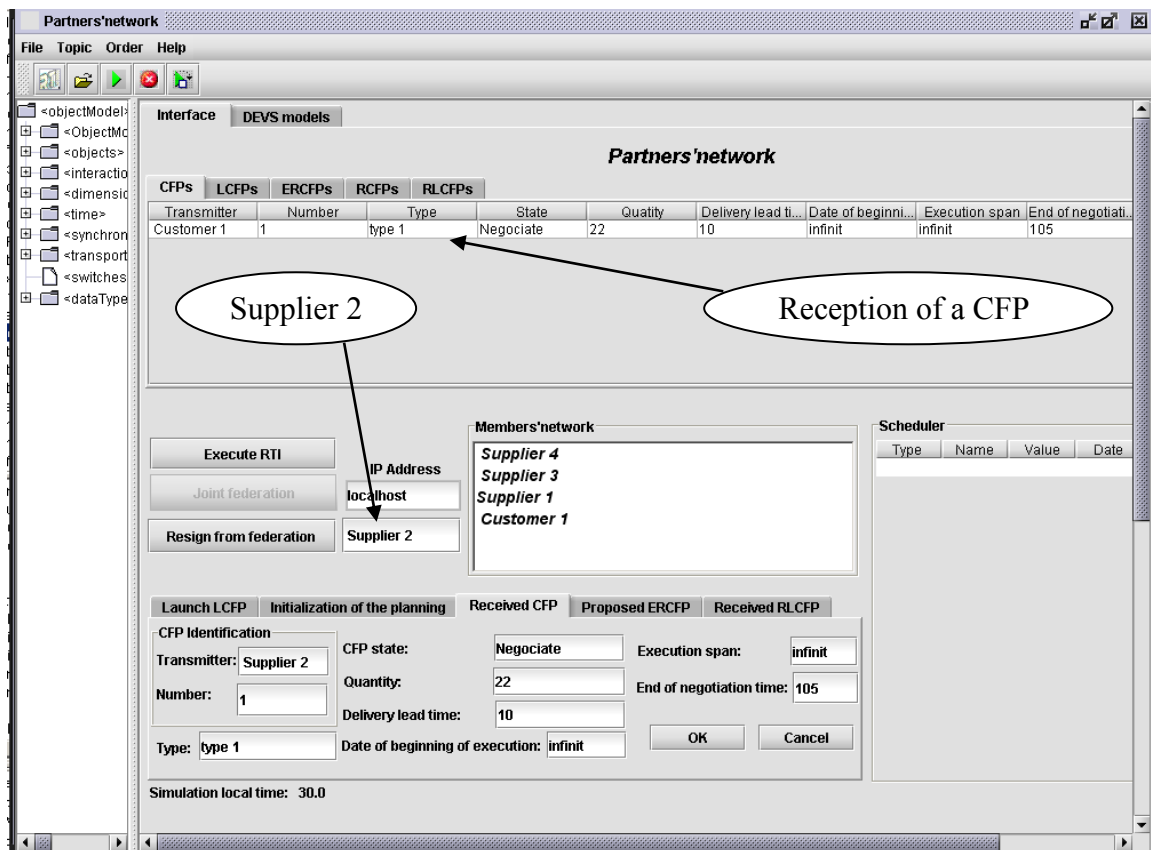 Partners'network
File Topic Order Help
<objectModel>
<ObjectMo
<objects>
<interactio
<dimensio
<time>
<synchron
<transport
<switches
<dataType
Interface DEVS models
Partners'network
CFPs LCFPs ERCFPs RCFPs RLCFPs
Transmitter Number Type State Quatity Delivery lead ti... Date of beginni... Execution span End of negotiati..
Customer 1 1 type 1 Negociate 22 10 infinit infinit 105
Supplier 2 Reception of a CFP
Members'network
Supplier 4
Supplier 3
Supplier 1
Customer 1
Scheduler
Type Name Value Date
Execute RTI
IP Address
Joint federation localhost
Resign from federation Supplier 2
Launch LCFP Initialization of the planning Received CFP Proposed ERCFP Received RLCFP
CFP Identification
Transmitter: Supplier 2
Number: 1
Type: type 1
CFP state: Negociate
Quantity: 22
Delivery lead time: 10
Date of beginning of execution: infinit
Execution span: infinit
End of negotiation time: 105
OK Cancel
Simulation local time: 30.0